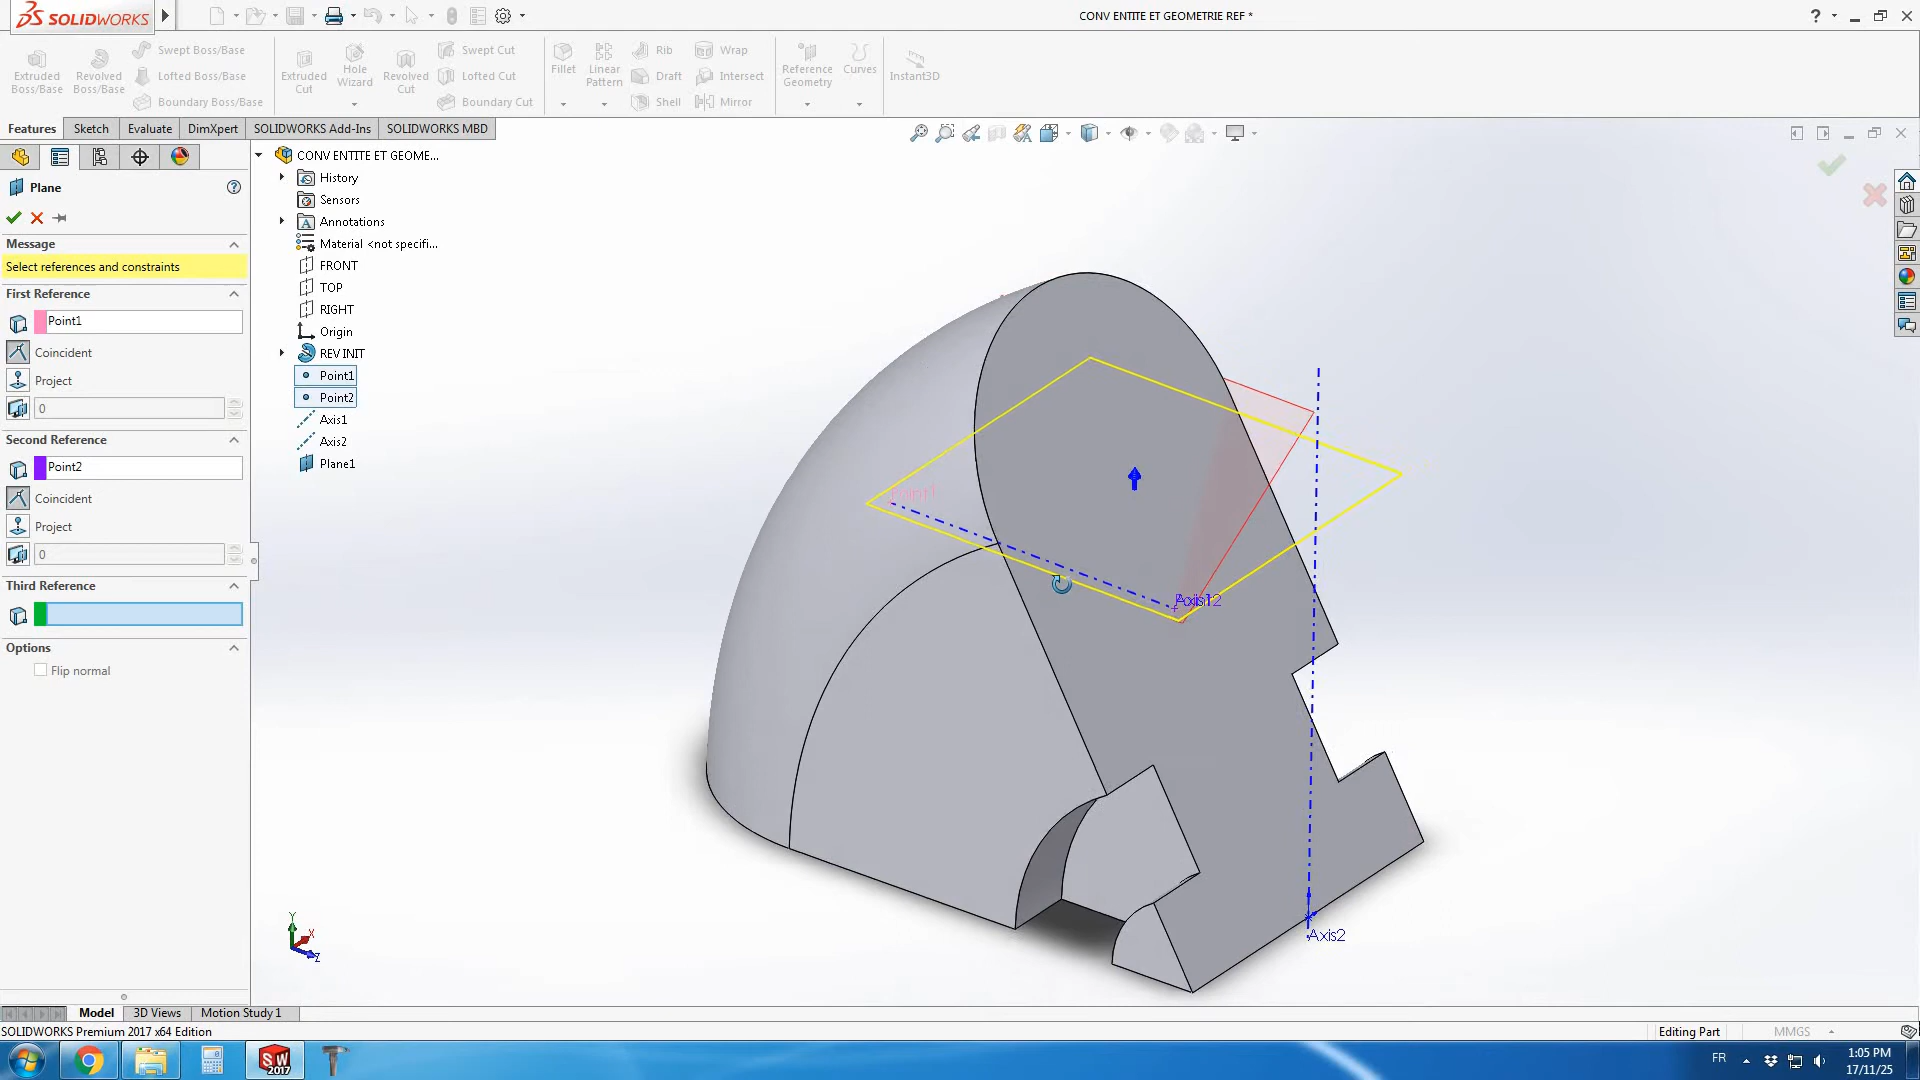 SOLIDWORKS
CONV ENTITE ET GEOMETRIE REF *
?
Extruded Boss/Base
Revolved Boss/Base
Swept Boss/Base
Lofted Boss/Base
Boundary Boss/Base
Extruded Cut
Hole Wizard
Revolved Cut
Swept Cut
Lofted Cut
Boundary Cut
Fillet
Linear Pattern
Rib
Draft
Shell
Wrap
Intersect
Mirror
Reference Geometry
Curves
Instant3D
Features
Sketch
Evaluate
DimXpert
SOLIDWORKS Add-Ins
SOLIDWORKS MBD
Plane
?
Message
Select references and constraints
First Reference
Point1
Coincident
Project
0
Second Reference
Point2
Coincident
Project
0
Third Reference
Options
Flip normal
CONV ENTITE ET GEOME...
History
Sensors
Annotations
Material <not specifi...
FRONT
TOP
RIGHT
Origin
REV INIT
Point1
Point2
Axis1
Axis2
Plane1
Point1
Axis2
Y
X
Z
Model
3D Views
Motion Study 1
SOLIDWORKS Premium 2017 x64 Edition
Editing Part
MMGS
SW
2017
FR
1:05 PM
17/11/25